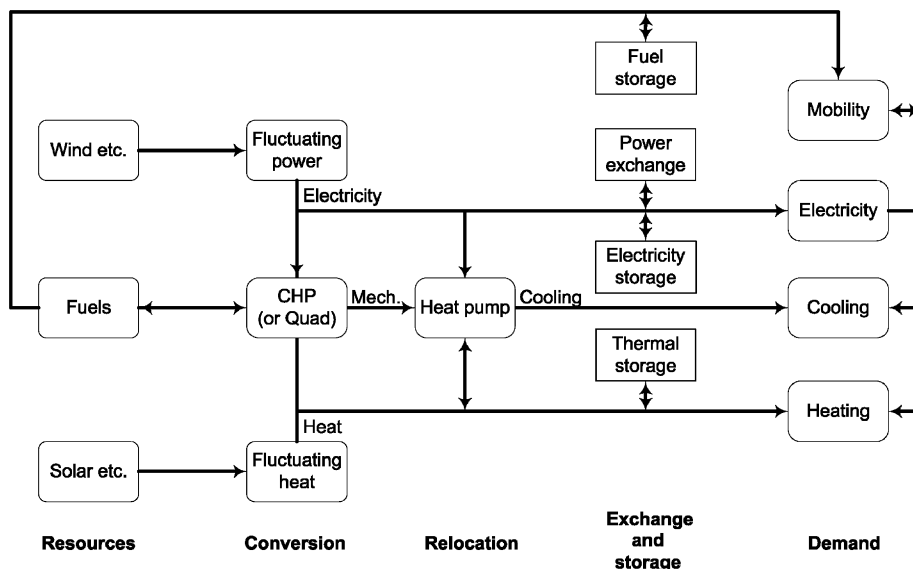 Fuel
storage
Mobility
Wind etc.
Fluctuating
power
Power
exchange
Electricity
Electricity
Electricity
storage
Fuels
CHP
(or Quad)
Mech.
Heat pump
Cooling
Cooling
Thermal
storage
Heat
Heating
Solar etc.
Fluctuating
heat
Resources
Conversion
Relocation
Exchange
and
storage
Demand